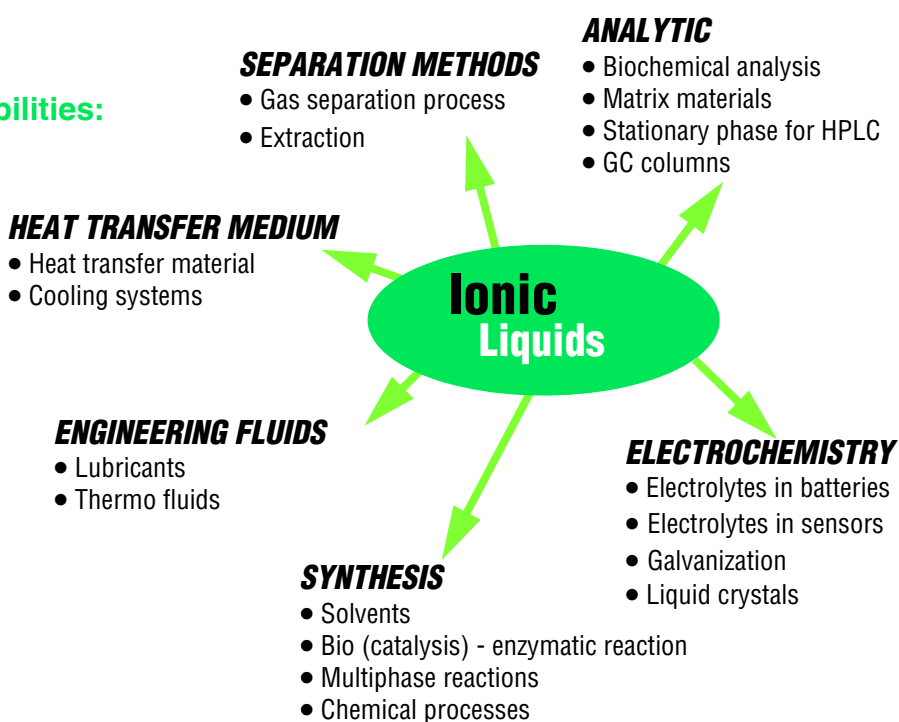 bilities:
SEPARATION METHODS
● Gas separation process
● Extraction
ANALYTIC
● Biochemical analysis
● Matrix materials
● Stationary phase for HPLC
● GC columns
HEAT TRANSFER MEDIUM
● Heat transfer material
● Cooling systems
Ionic
Liquids
ENGINEERING FLUIDS
● Lubricants
● Thermo fluids
ELECTROCHEMISTRY
● Electrolytes in batteries
● Electrolytes in sensors
● Galvanization
● Liquid crystals
SYNTHESIS
● Solvents
● Bio (catalysis) - enzymatic reaction
● Multiphase reactions
● Chemical processes